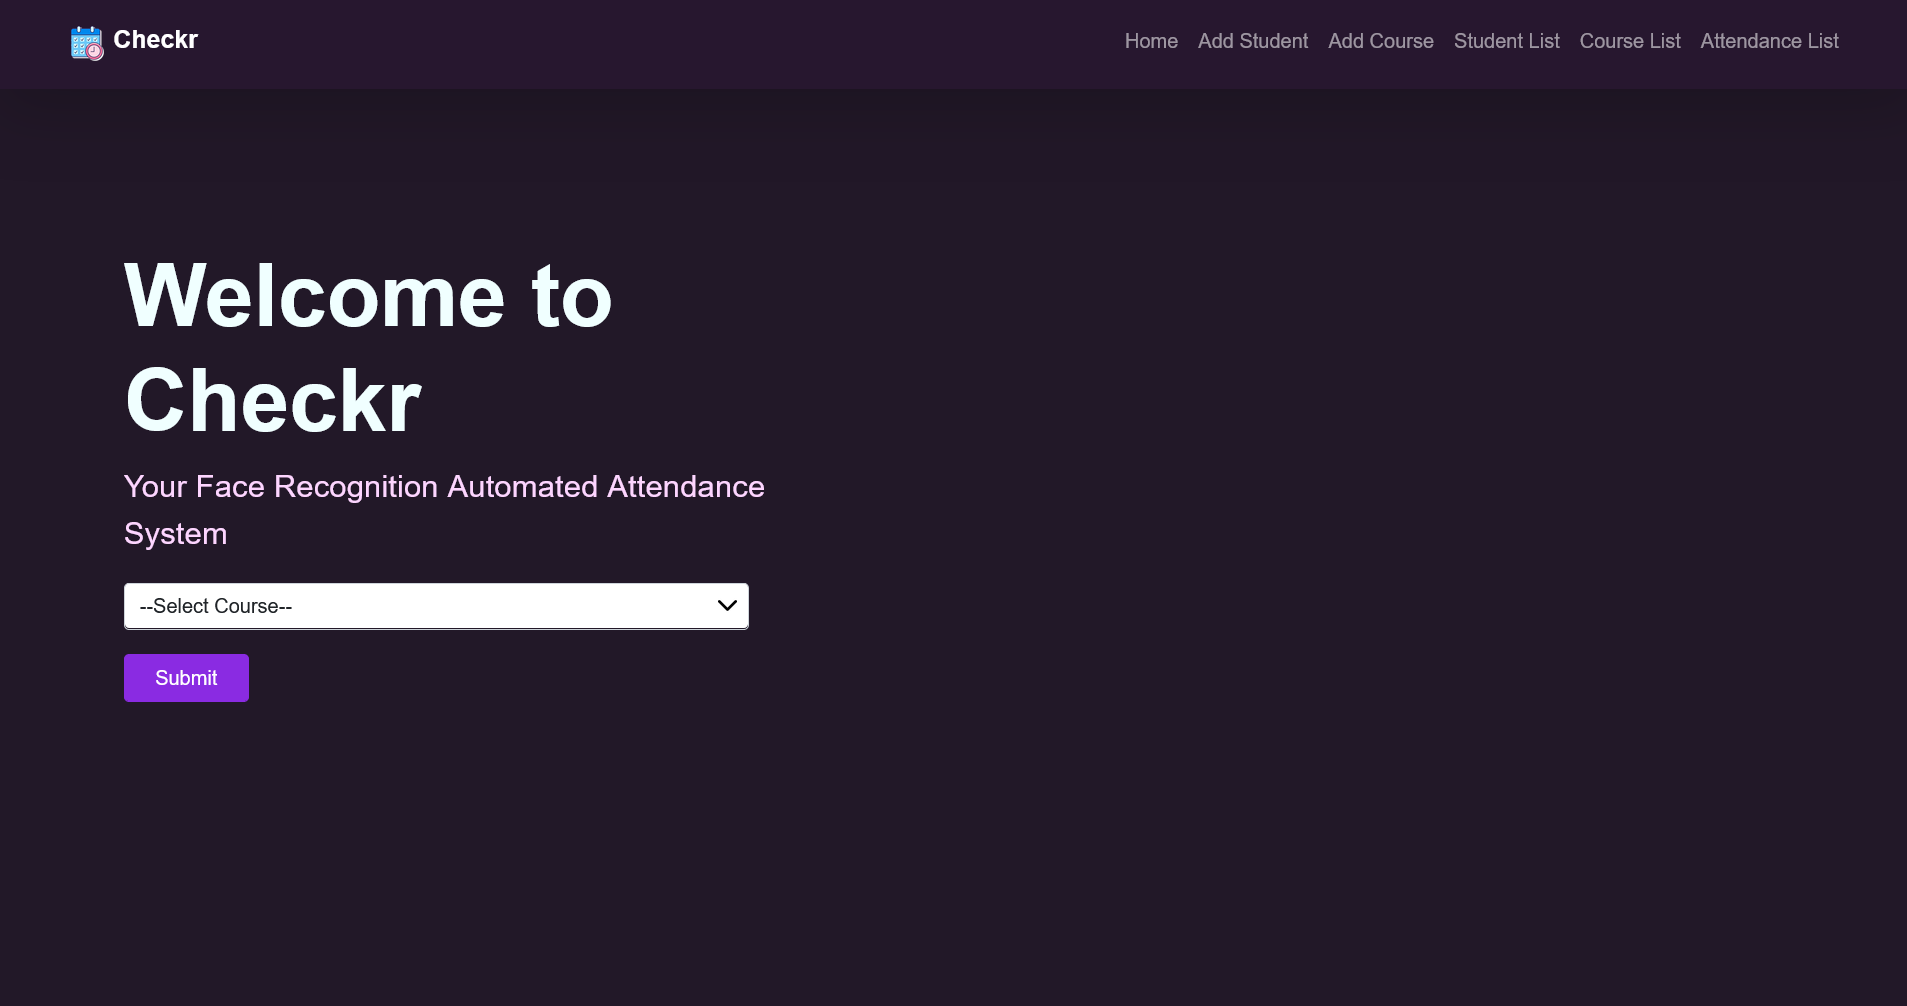 Checkr
Home Add Student Add Course Student List Course List Attendance List
Welcome to
Checkr
Your Face Recognition Automated Attendance
System
--Select Course--
Submit